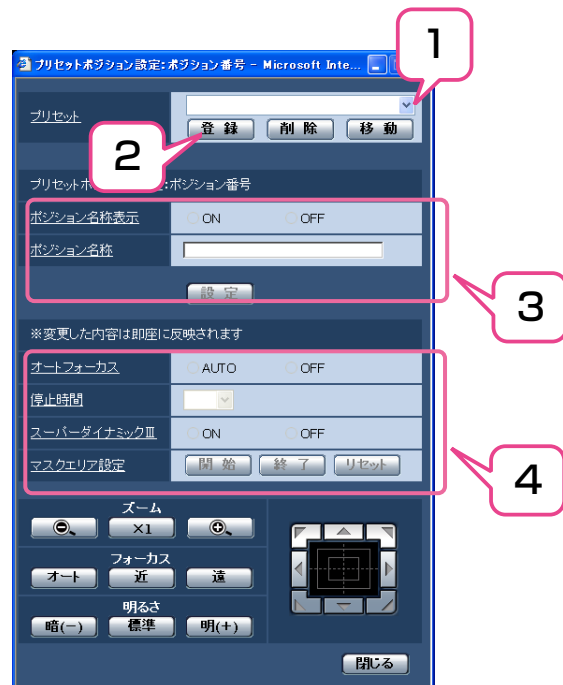 1
プリセットポジション設定:ポジション番号 - Microsoft Inte...
プリセット
登 録 削 除 移 動
2
プリセットポ :ポジション番号
ポジション名称表示 ON OFF
ポジション名称
設 定
3
※変更した内容は即座に反映されます
オートフォーカス AUTO OFF
停止時間
スーパーダイナミックⅢ ON OFF
マスクエリア設定 開 始 終 了 リセット
4
ズーム
×1
フォーカス
オート 近 遠
明るさ
暗(−) 標準 明(+)
閉じる